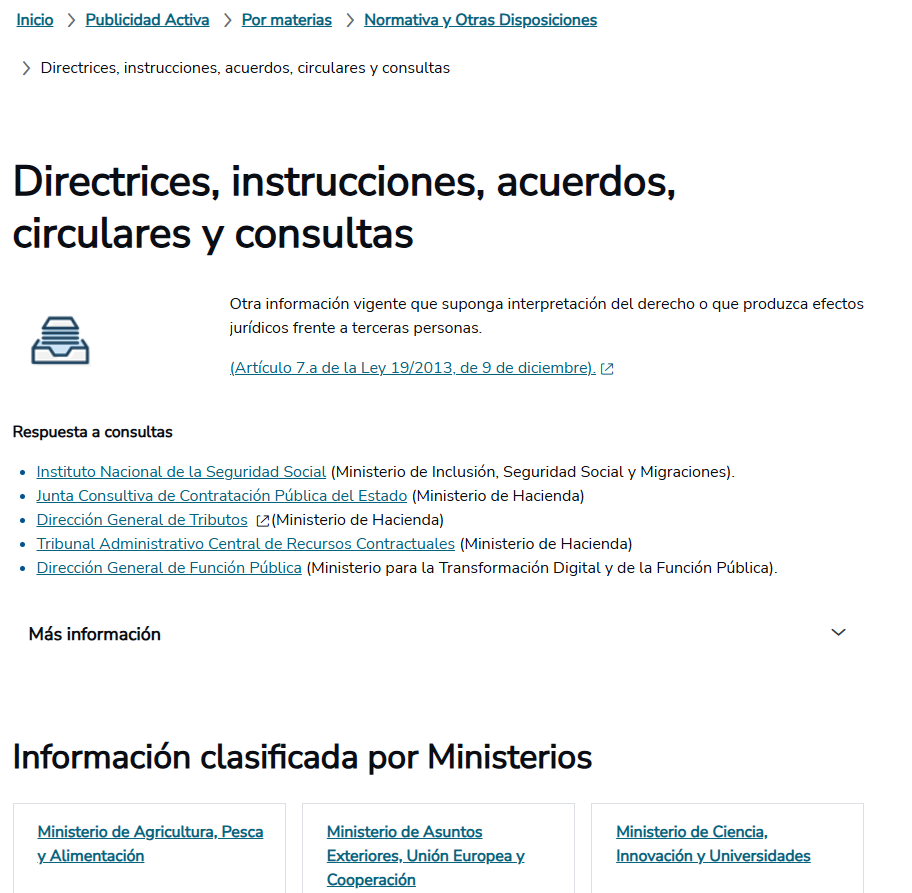 Inicio > Publicidad Activa > Por materias > Normativa y Otras Disposiciones
> Directrices, instrucciones, acuerdos, circulares y consultas
Directrices, instrucciones, acuerdos,
circulares y consultas
Otra información vigente que suponga interpretación del derecho o que produzca efectos
jurídicos frente a terceras personas.
(Artículo 7.a de la Ley 19/2013, de 9 de diciembre).
Respuesta a consultas
• Instituto Nacional de la Seguridad Social (Ministerio de Inclusión, Seguridad Social y Migraciones).
• Junta Consultiva de Contratación Pública del Estado (Ministerio de Hacienda)
• Dirección General de Tributos (Ministerio de Hacienda)
• Tribunal Administrativo Central de Recursos Contractuales (Ministerio de Hacienda)
• Dirección General de Función Pública (Ministerio para la Transformación Digital y de la Función Pública).
Más información
Información clasificada por Ministerios
Ministerio de Agricultura, Pesca
y Alimentación
Ministerio de Asuntos
Exteriores, Unión Europea y
Cooperación
Ministerio de Ciencia,
Innovación y Universidades